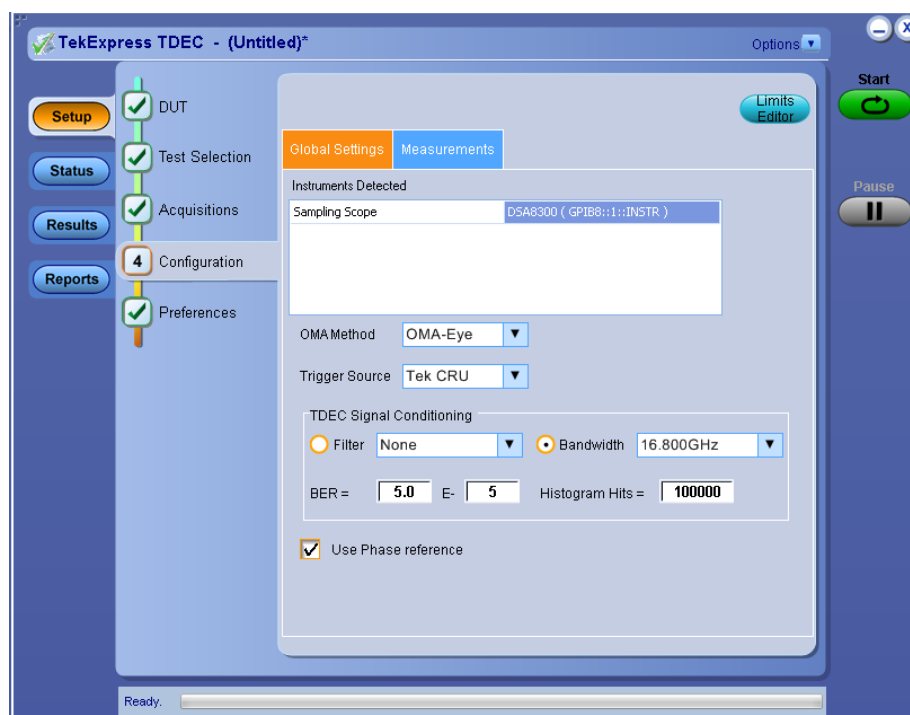 TekExpress TDEC - (Untitled)*
Options
X
Start
Pause
Setup
Status
Results
Reports
DUT
Test Selection
Acquisitions
4 Configuration
Preferences
Limits
Editor
Global Settings Measurements
Instruments Detected
Sampling Scope DSA8300 ( GPIB8::1::INSTR )
OMA Method OMA-Eye
Trigger Source Tek CRU
TDEC Signal Conditioning
Filter None Bandwidth 16.800GHz
BER = 5.0 E- 5 Histogram Hits = 100000
Use Phase reference
Ready.